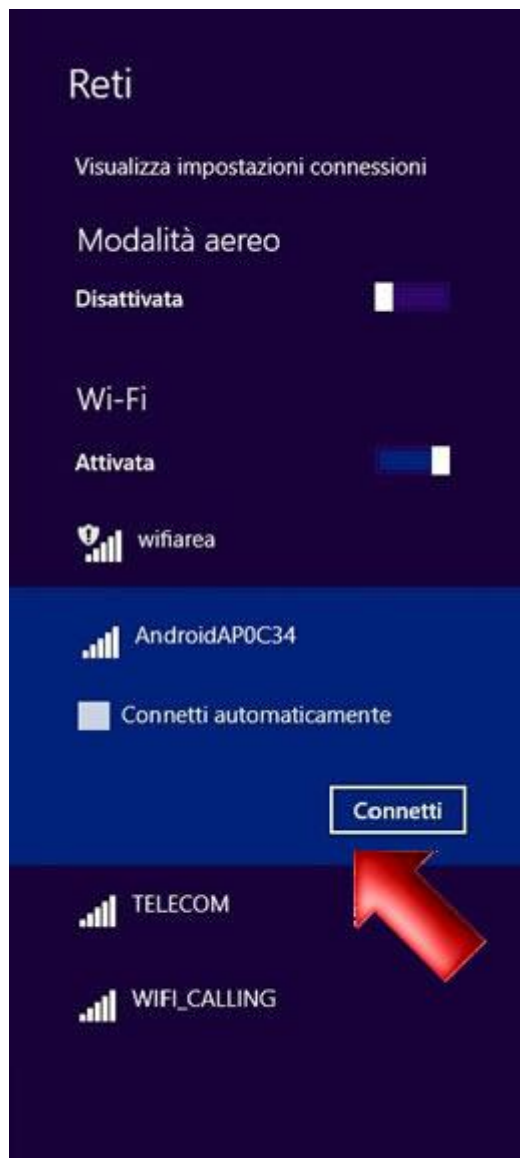 Reti
Visualizza impostazioni connessioni
Modalità aereo
Disattivata
Wi-Fi
Attivata
wifiarea
AndroidAP0C34
Connetti automaticamente
Connetti
TELECOM
WIFI_CALLING